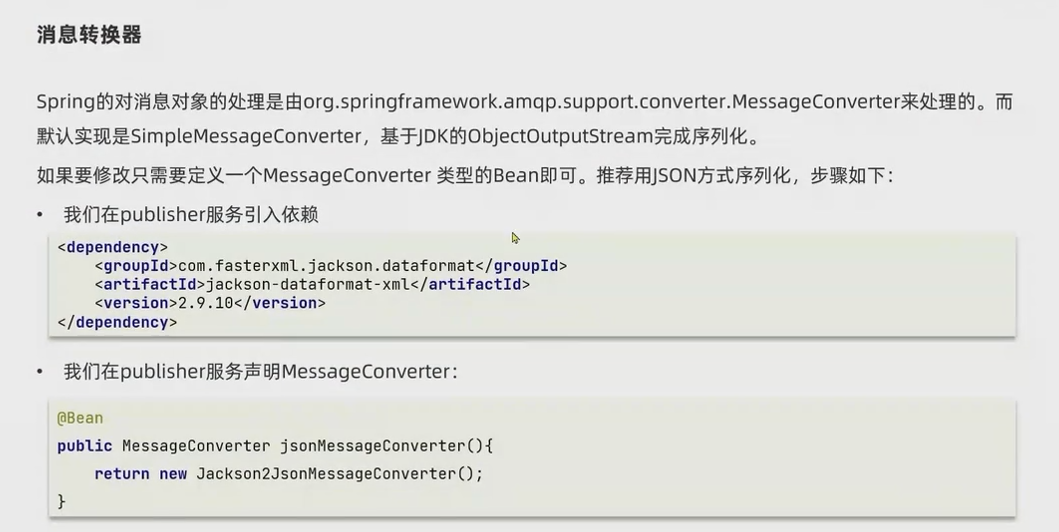 消息转换器
Spring的对消息对象的处理是由org.springframework.amqp.support.converter.MessageConverter来处理的。而
默认实现是SimpleMessageConverter，基于JDK的ObjectOutputStream完成序列化。
如果要修改只需要定义一个MessageConverter 类型的Bean即可。推荐用JSON方式序列化，步骤如下：
• 我们在publisher服务引入依赖
<dependency>
    <groupId>com.fasterxml.jackson.dataformat</groupId>
    <artifactId>jackson-dataformat-xml</artifactId>
    <version>2.9.10</version>
</dependency>
• 我们在publisher服务声明MessageConverter：
@Bean
public MessageConverter jsonMessageConverter(){
    return new Jackson2JsonMessageConverter();
}